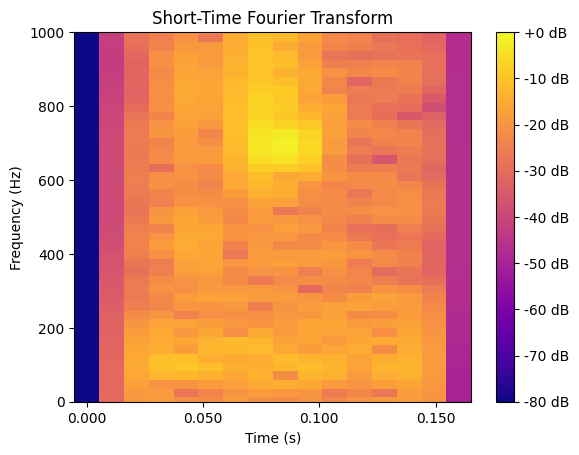 Short-Time Fourier Transform
Frequency (Hz)
1000
800
600
400
200
0
0.000
0.050
0.100
0.150
Time (s)
+0 dB
-10 dB
-20 dB
-30 dB
-40 dB
-50 dB
-60 dB
-70 dB
-80 dB